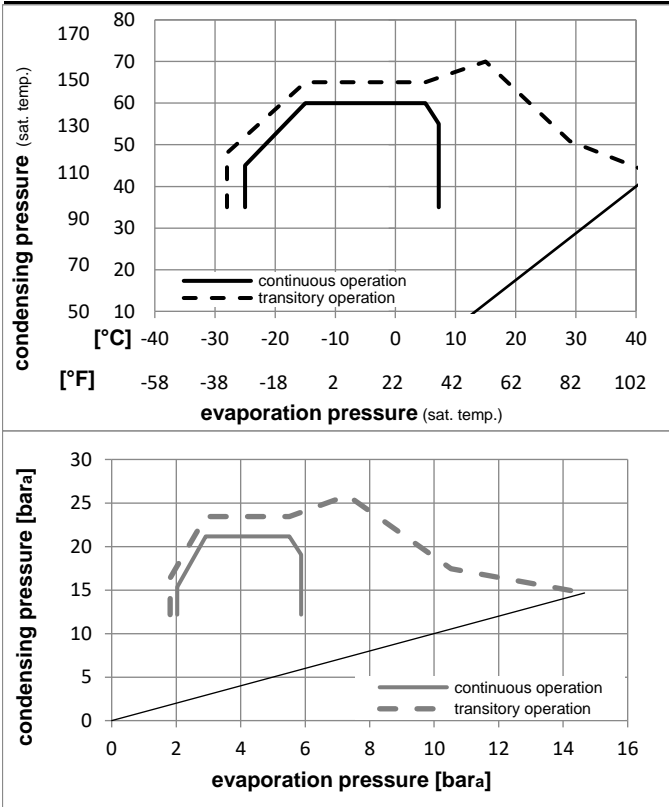 condensing pressure (sat. temp.)
170 80
70
150 60
130 50
110 40
90 30
70 20
50 10
continuous operation
transitory operation
[°C] -40 -30 -20 -10 0 10 20 30 40
[°F] -58 -38 -18 2 22 42 62 82 102
evaporation pressure (sat. temp.)
condensing pressure [bara]
30
25
20
15
10
5
0
continuous operation
transitory operation
0 2 4 6 8 10 12 14 16
evaporation pressure [bara]